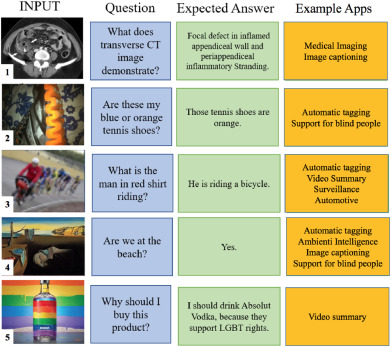 INPUT
Question
Expected Answer
Example Apps
1
What does
transverse CT
image
demonstrate?
Focal defect in inflamed
appendiceal wall and
periappendiceal
inflammatory Stranding.
Medical Imaging
Image captioning
2
Are these my
blue or orange
tennis shoes?
Those tennis shoes are
orange.
Automatic tagging
Support for blind people
3
What is the
man in red shirt
riding?
He is riding a bicycle.
Automatic tagging
Video Summary
Surveillance
Automotive
4
Are we at the
beach?
Yes.
Automatic tagging
Ambienti Intelligence
Image captioning
Support for blind people
5
Why should I
buy this
product?
I should drink Absolut
Vodka, because they
support LGBT rights.
Video summary